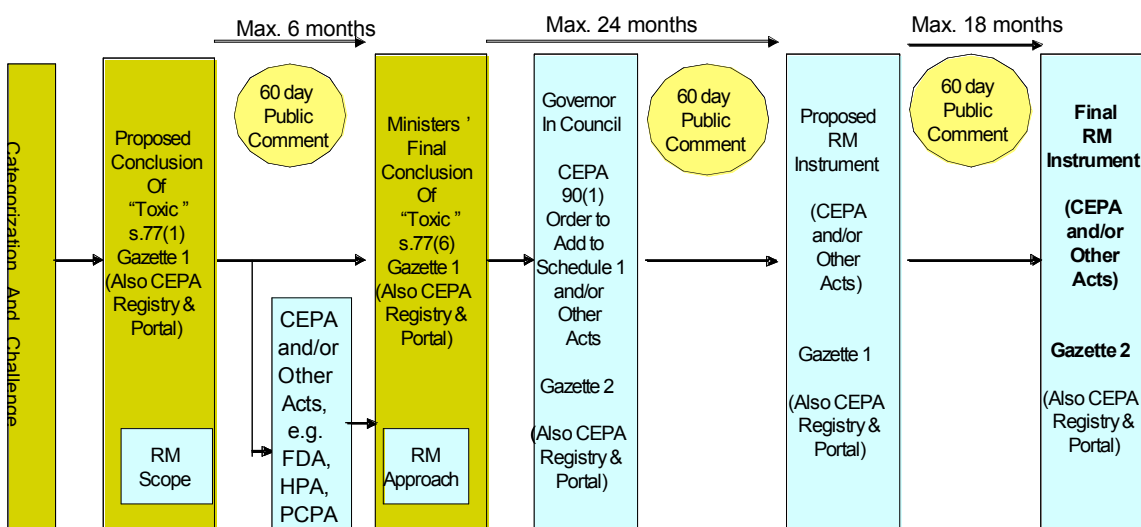 Max. 6 months
Max. 24 months
Max. 18 months
Categorization And Challenge
Proposed
Conclusion
Of
“Toxic ”
s.77(1)
Gazette 1
(Also CEPA
Registry &
Portal)
RM
Scope
60 day
Public
Comment
CEPA
and/or
Other
Acts,
e.g.
FDA,
HPA,
PCPA
Ministers ’
Final
Conclusion
Of
“Toxic ”
s.77(6)
Gazette 1
(Also CEPA
Registry &
Portal)
RM
Approach
Governor
In Council
CEPA
90(1)
Order to
Add to
Schedule 1
and/or
Other
Acts
Gazette 2
(Also CEPA
Registry &
Portal)
60 day
Public
Comment
Proposed
RM
Instrument
(CEPA
and/or
Other
Acts)
Gazette 1
(Also CEPA
Registry &
Portal)
60 day
Public
Comment
Final
RM
Instrument
(CEPA
and/or
Other
Acts)
Gazette 2
(Also CEPA
Registry &
Portal)